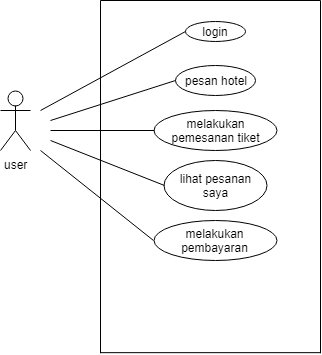 login
pesan hotel
melakukan
pemesanan tiket
user
lihat pesanan
saya
melakukan
pembayaran